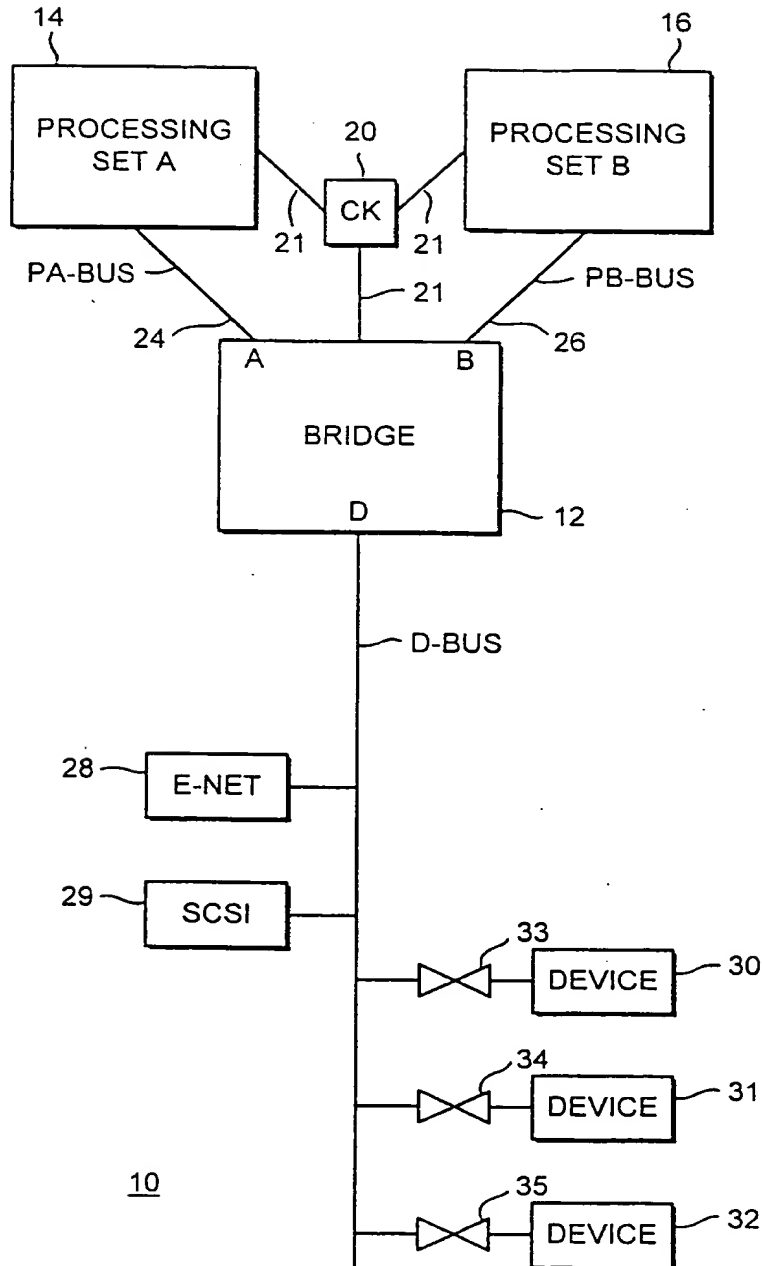 14
16
PROCESSING
SET A
PROCESSING
SET B
20
CK
21
21
21
PA-BUS
PB-BUS
24
26
A
B
BRIDGE
D
12
D-BUS
28
E-NET
29
SCSI
33
DEVICE
30
34
DEVICE
31
10
35
DEVICE
32